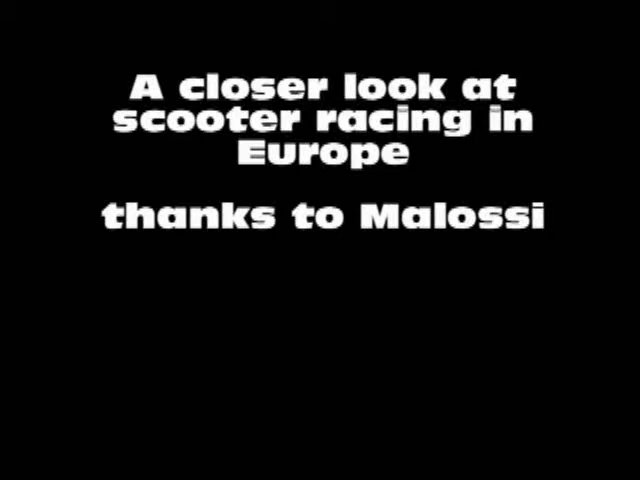 A closer look at
scooter racing in
Europe
thanks to Malossi